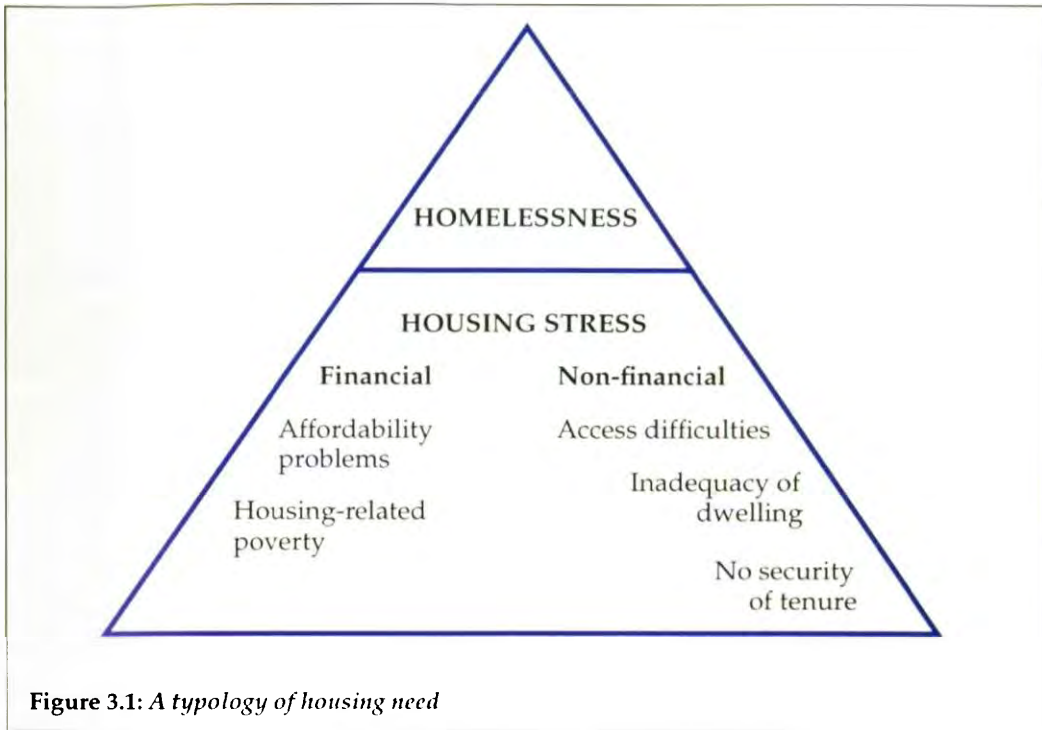 HOMELESSNESS
HOUSING STRESS
Financial
Affordability
problems
Housing-related
poverty
Non-financial
Access difficulties
Inadequacy of
dwelling
No security
of tenure
Figure 3.1: A typology of housing need